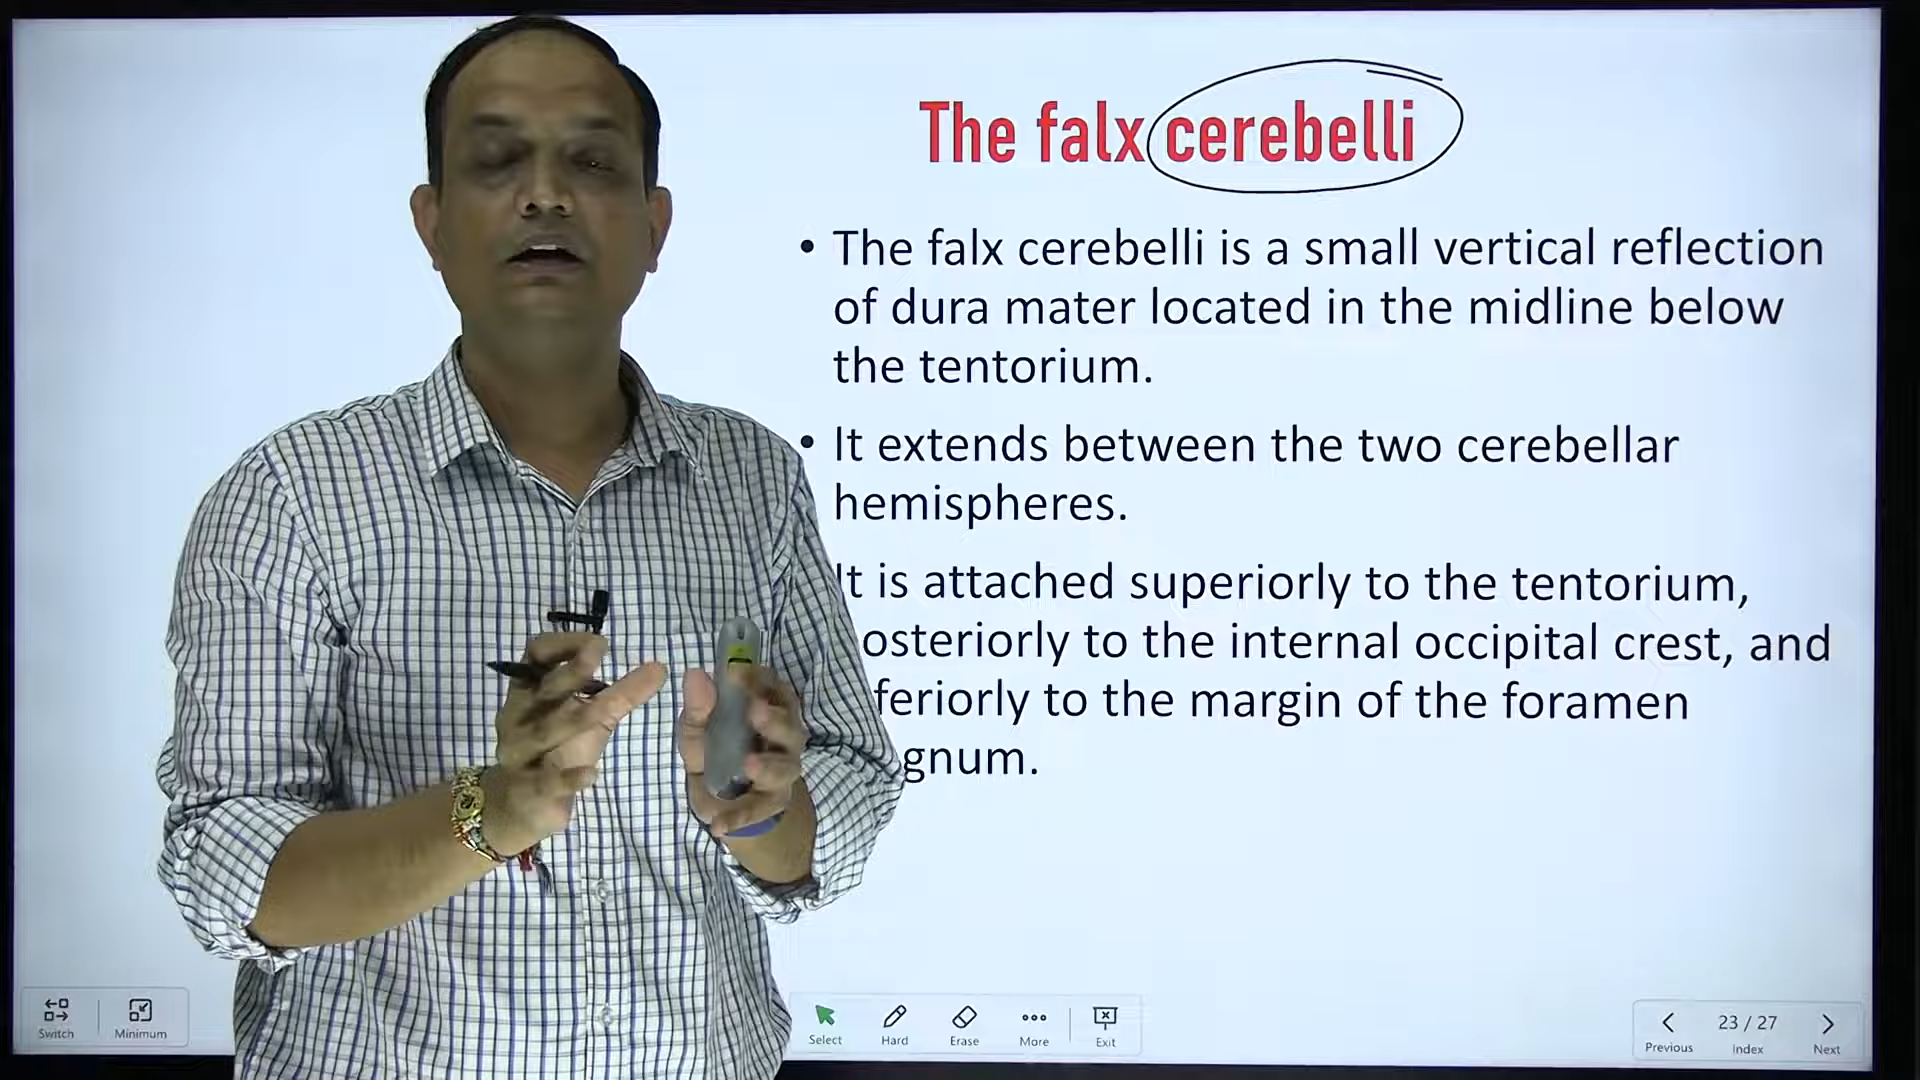 The falx cerebelli
• The falx cerebelli is a small vertical reflection
of dura mater located in the midline below
the tentorium.
• It extends between the two cerebellar
hemispheres.
It is attached superiorly to the tentorium,
osteriorly to the internal occipital crest, and
feriorly to the margin of the foramen
gnum.
Switch
Minimum
Select
Hard
Erase
More
Exit
Previous
23 / 27
Index
Next